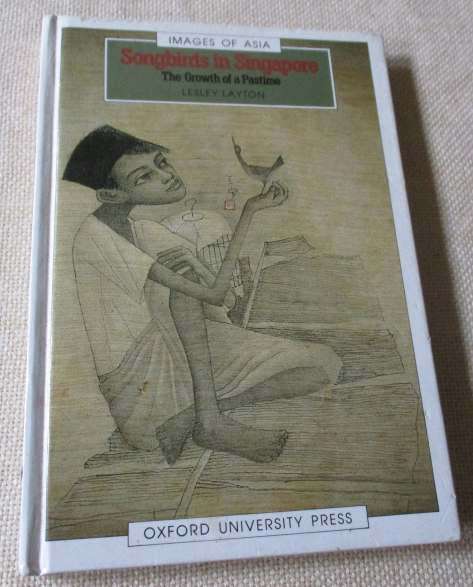 IMAGES OF ASIA
Songbirds in Singapore
The Growth of a Pastime
LESLEY LAYTON
OXFORD UNIVERSITY PRESS